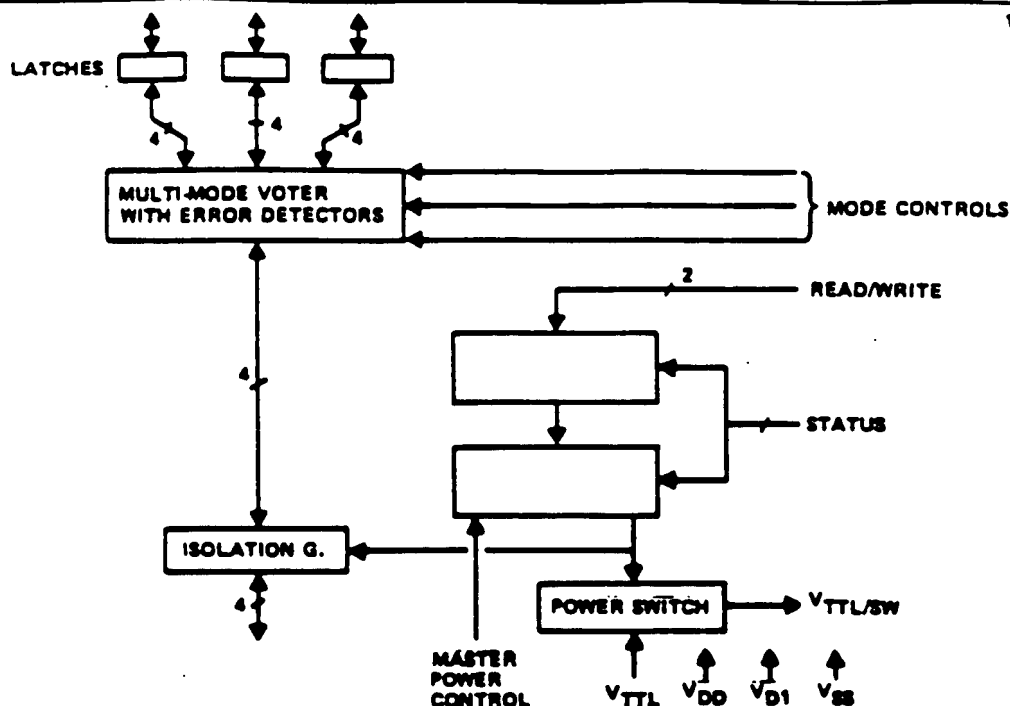 LATCHES
4
4
4
MULTI-MODE VOTER
WITH ERROR DETECTORS
MODE CONTROLS
2
READ/WRITE
4
STATUS
ISOLATION G.
4
POWER SWITCH
VTTL/SW
MASTER
POWER
CONTROL
VTTL
VDD
VD1
VSS